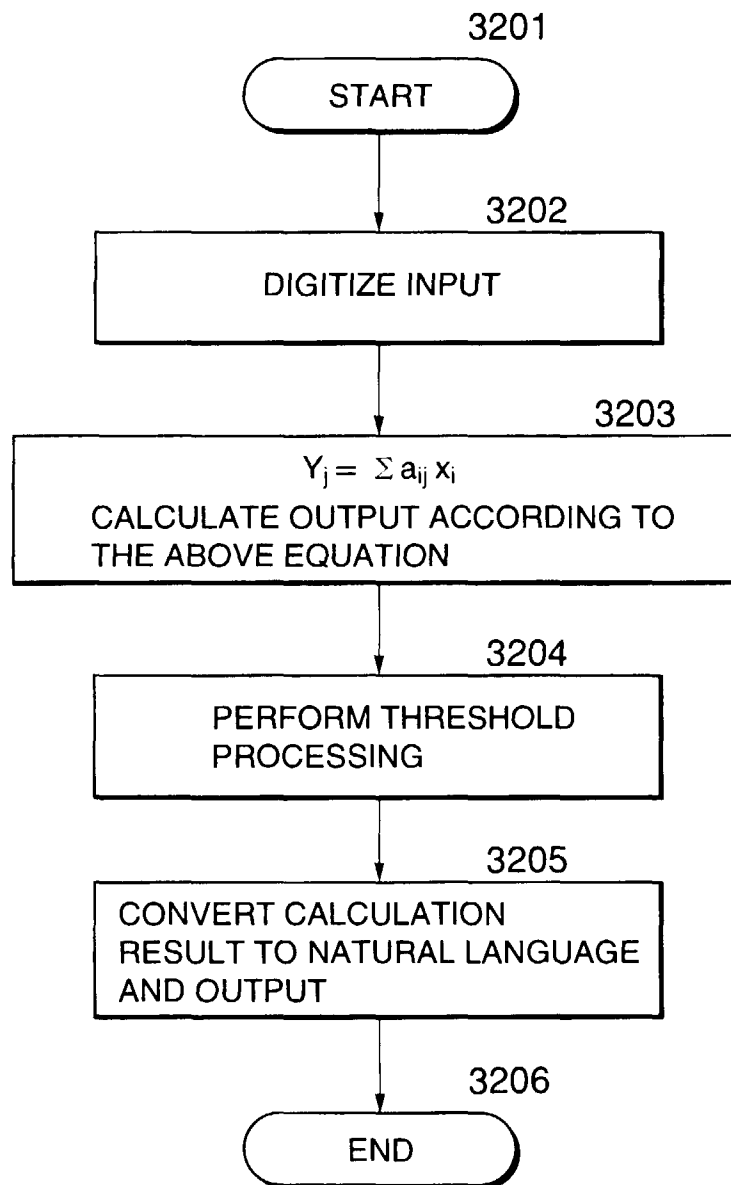 3201
START
3202
DIGITIZE INPUT
3203
Yj = Σ aij xi
CALCULATE OUTPUT ACCORDING TO
THE ABOVE EQUATION
3204
PERFORM THRESHOLD
PROCESSING
3205
CONVERT CALCULATION
RESULT TO NATURAL LANGUAGE
AND OUTPUT
3206
END